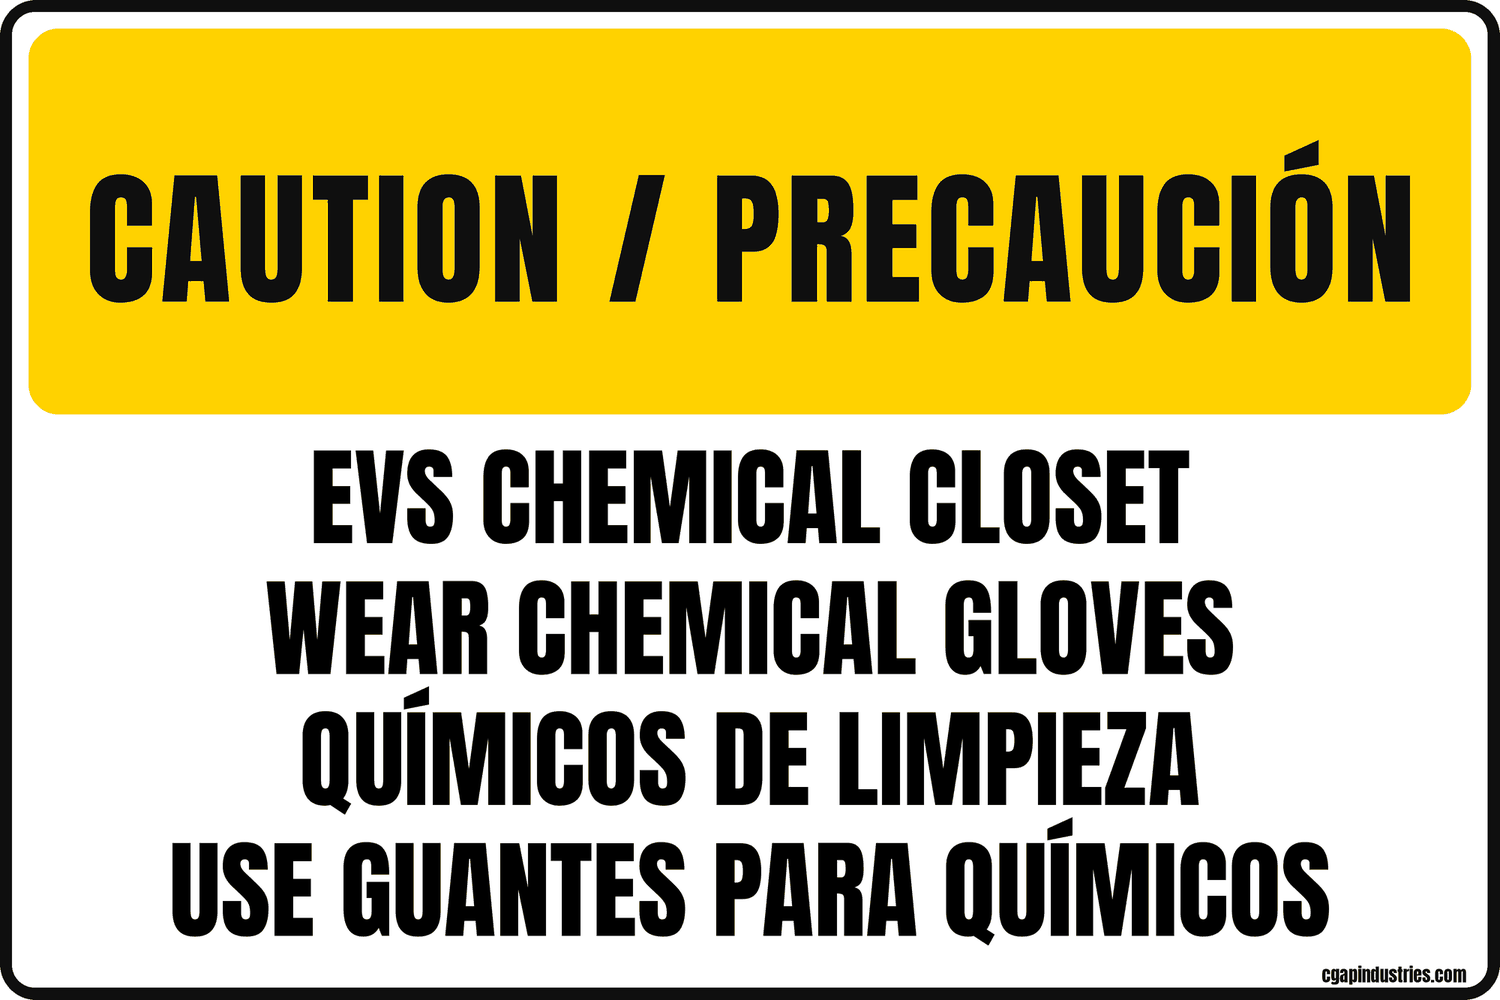 CAUTION / PRECAUCIÓN
EVS CHEMICAL CLOSET
WEAR CHEMICAL GLOVES
QUÍMICOS DE LIMPIEZA
USE GUANTES PARA QUÍMICOS
cgapindustries.com